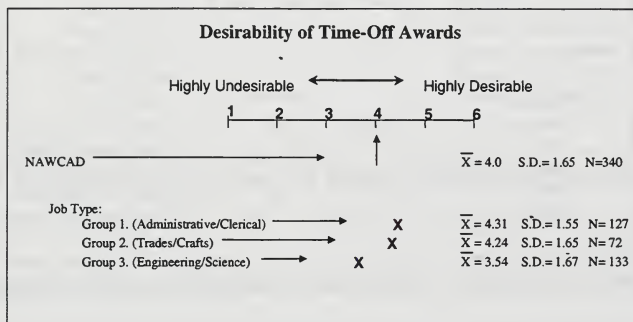 Desirability of Time-Off Awards
Highly Undesirable Highly Desirable
1 2 3 4 5 6
NAWCAD X = 4.0 S.D.= 1.65 N=340
Job Type:
Group 1. (Administrative/Clerical) X X = 4.31 S.D.= 1.55 N= 127
Group 2. (Trades/Crafts) X X = 4.24 S.D.= 1.65 N= 72
Group 3. (Engineering/Science) X X = 3.54 S.D.= 1.67 N= 133